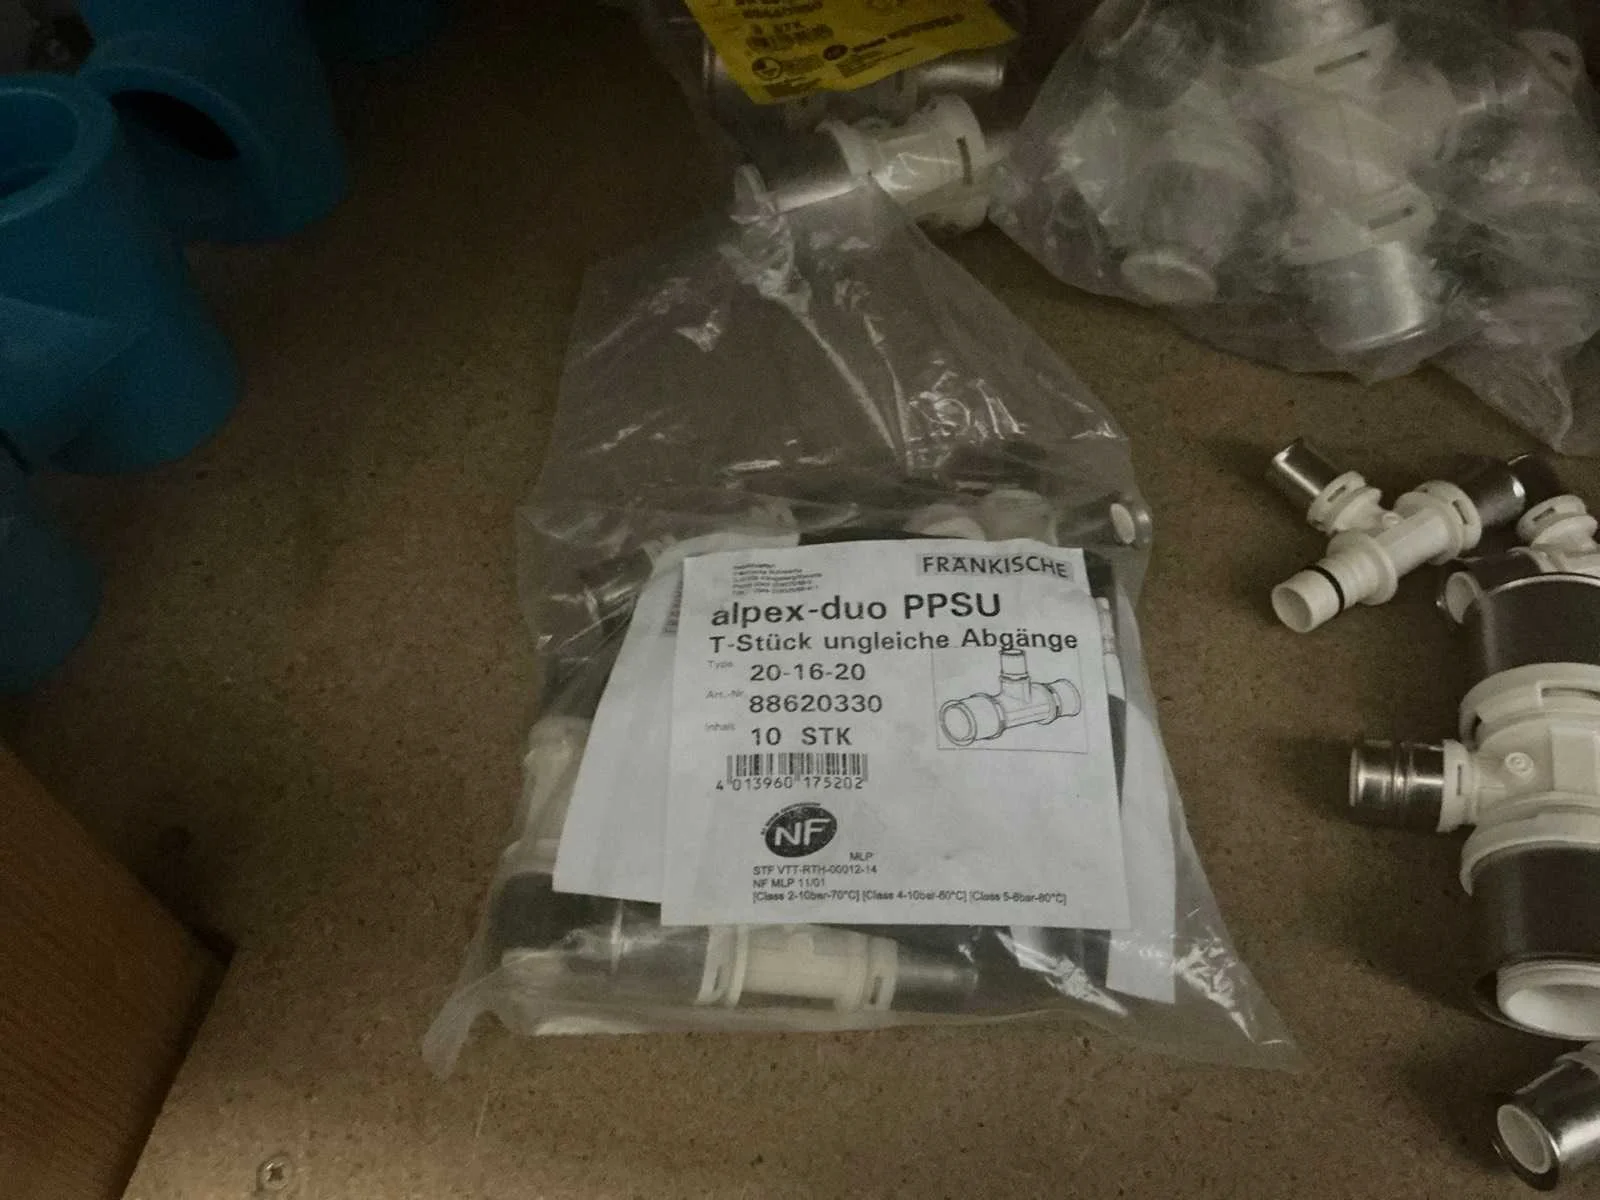 FRÄNKISCHE
alpex-duo PPSU
T-Stück ungleiche Abgänge
Type 20-16-20
Art.-Nr. 88620330
Inhalt 10 STK
4 013960 175202
NF
MLP
STF VTT-RTH-00012-14
NF MLP 11/01
[Class 2-10bar-70°C] [Class 4-10bar-60°C] [Class 5-6bar-80°C]